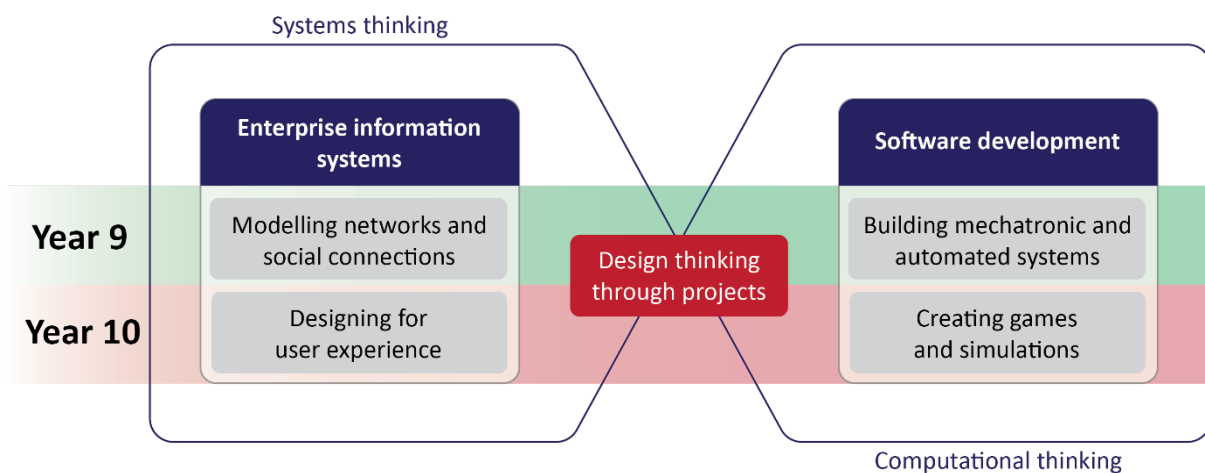 Systems thinking
Enterprise information
systems
Software development
Year 9
Modelling networks and
social connections
Building mechatronic and
automated systems
Design thinking
through projects
Year 10
Designing for
user experience
Creating games
and simulations
Computational thinking